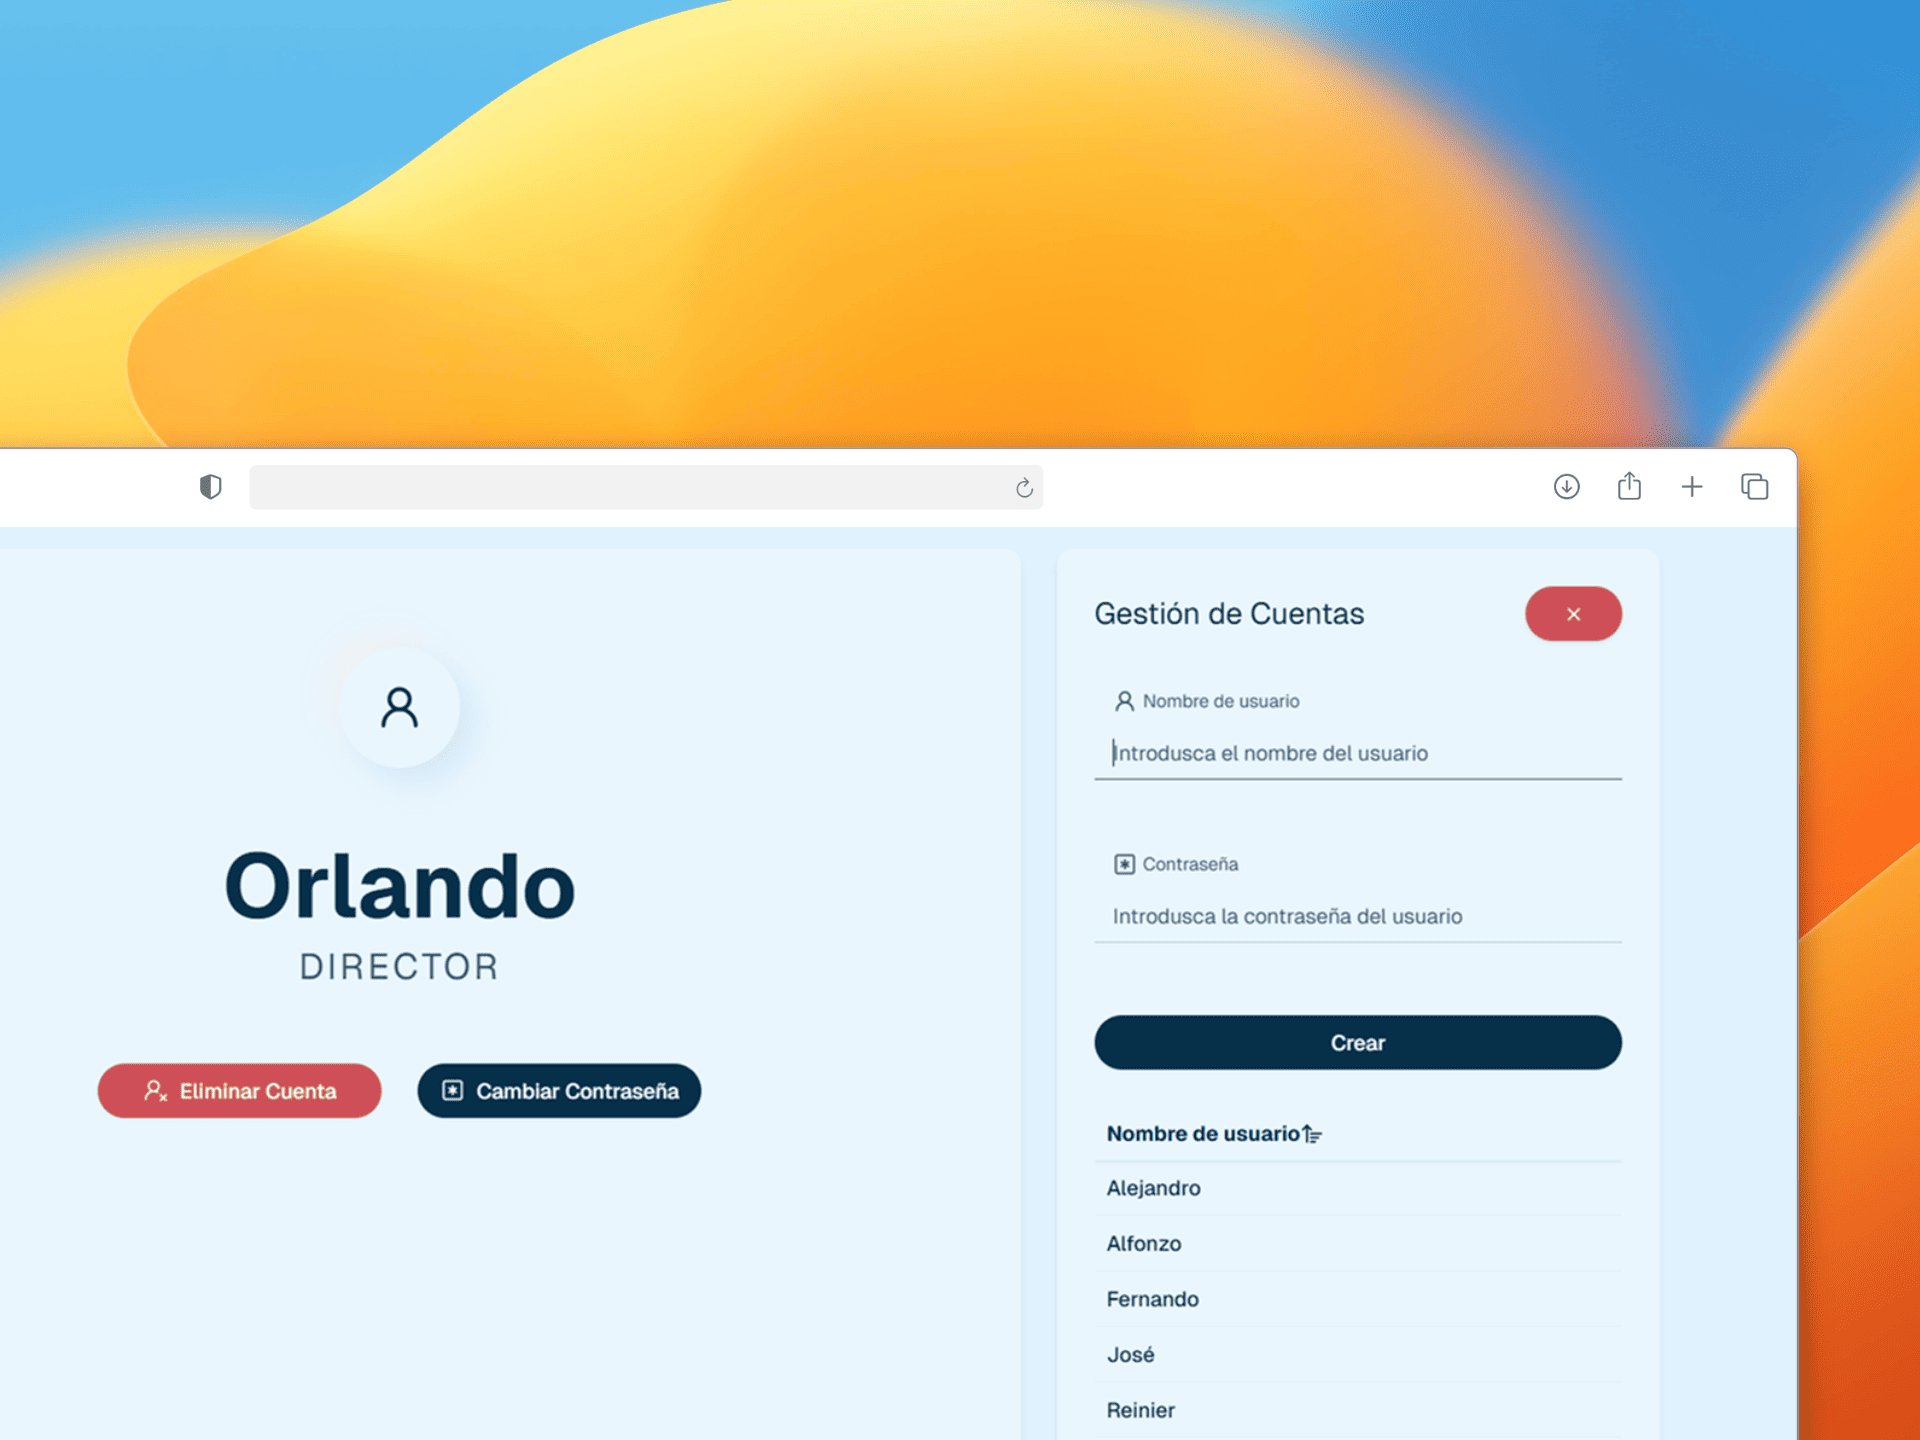 Orlando
DIRECTOR
Eliminar Cuenta
Cambiar Contraseña
Gestión de Cuentas
Nombre de usuario
Introdusca el nombre del usuario
Contraseña
Introdusca la contraseña del usuario
Crear
Nombre de usuario
Alejandro
Alfonzo
Fernando
José
Reinier